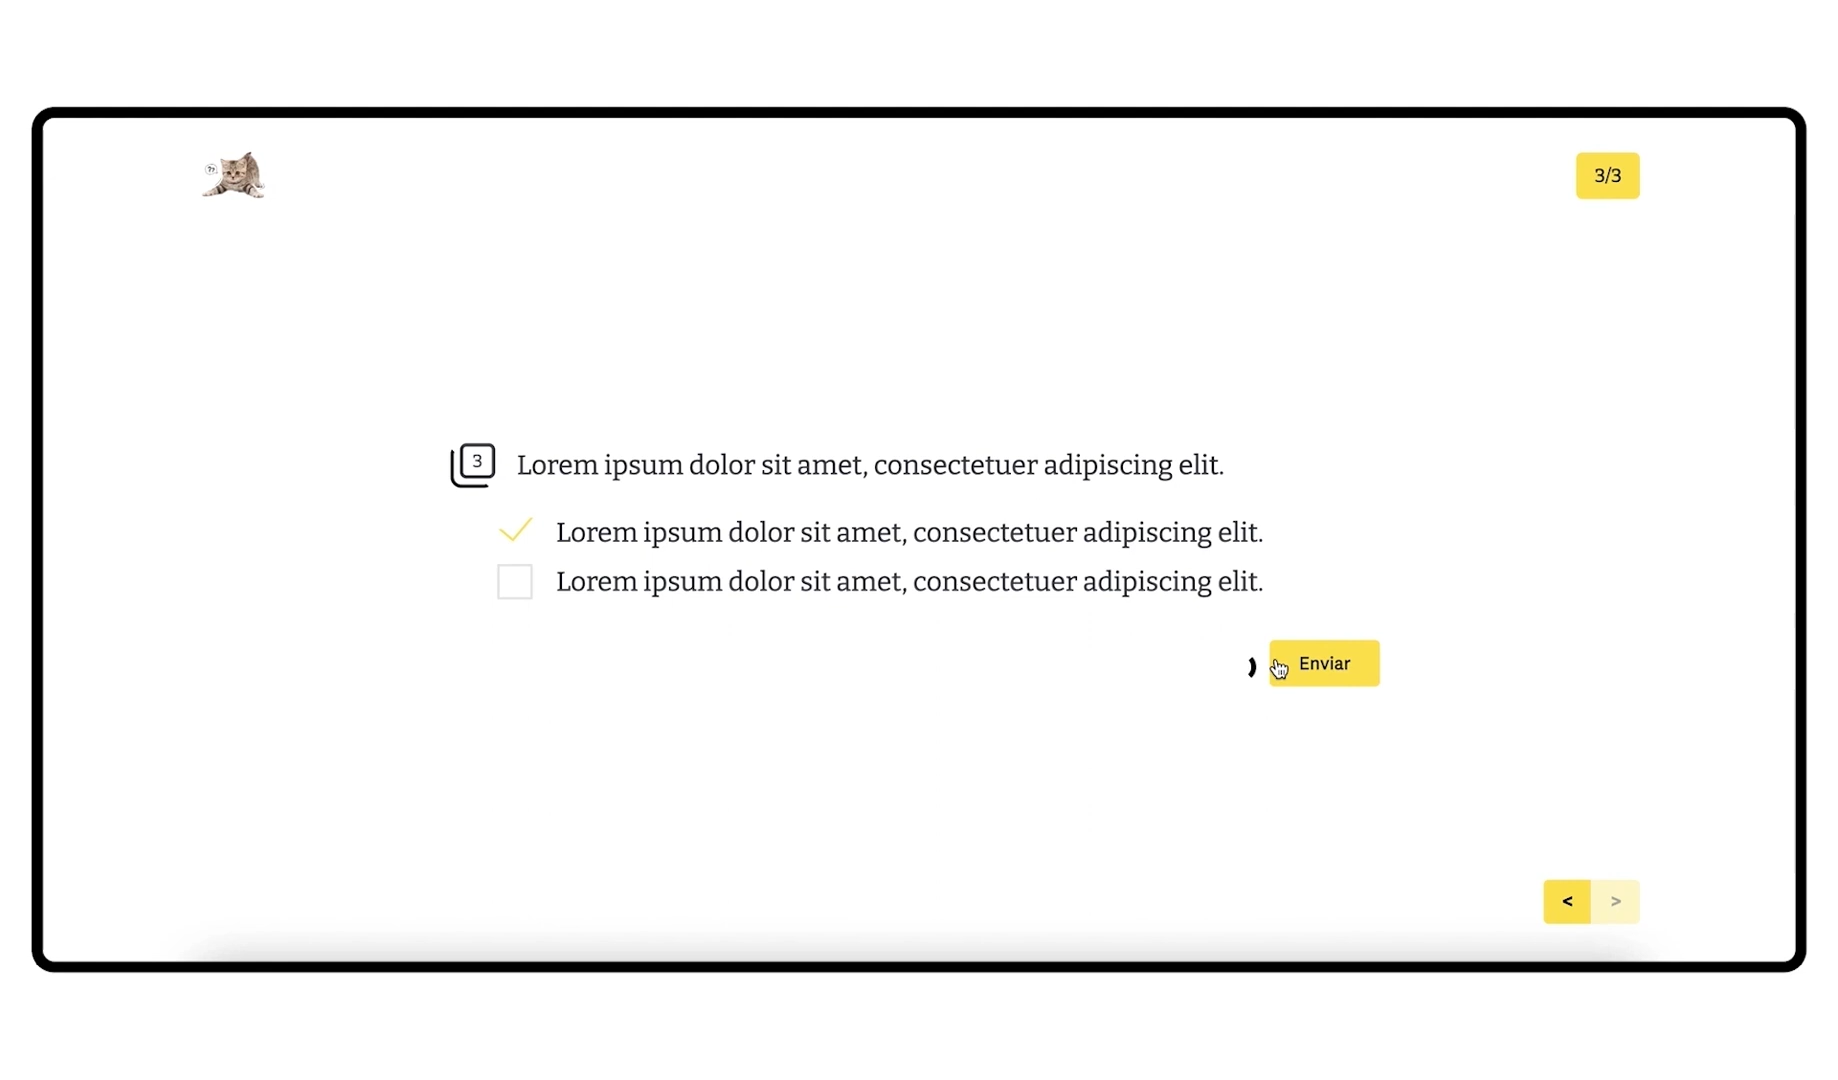 ??
3/3
3 Lorem ipsum dolor sit amet, consectetuer adipiscing elit.
Lorem ipsum dolor sit amet, consectetuer adipiscing elit.
Lorem ipsum dolor sit amet, consectetuer adipiscing elit.
Enviar
< >